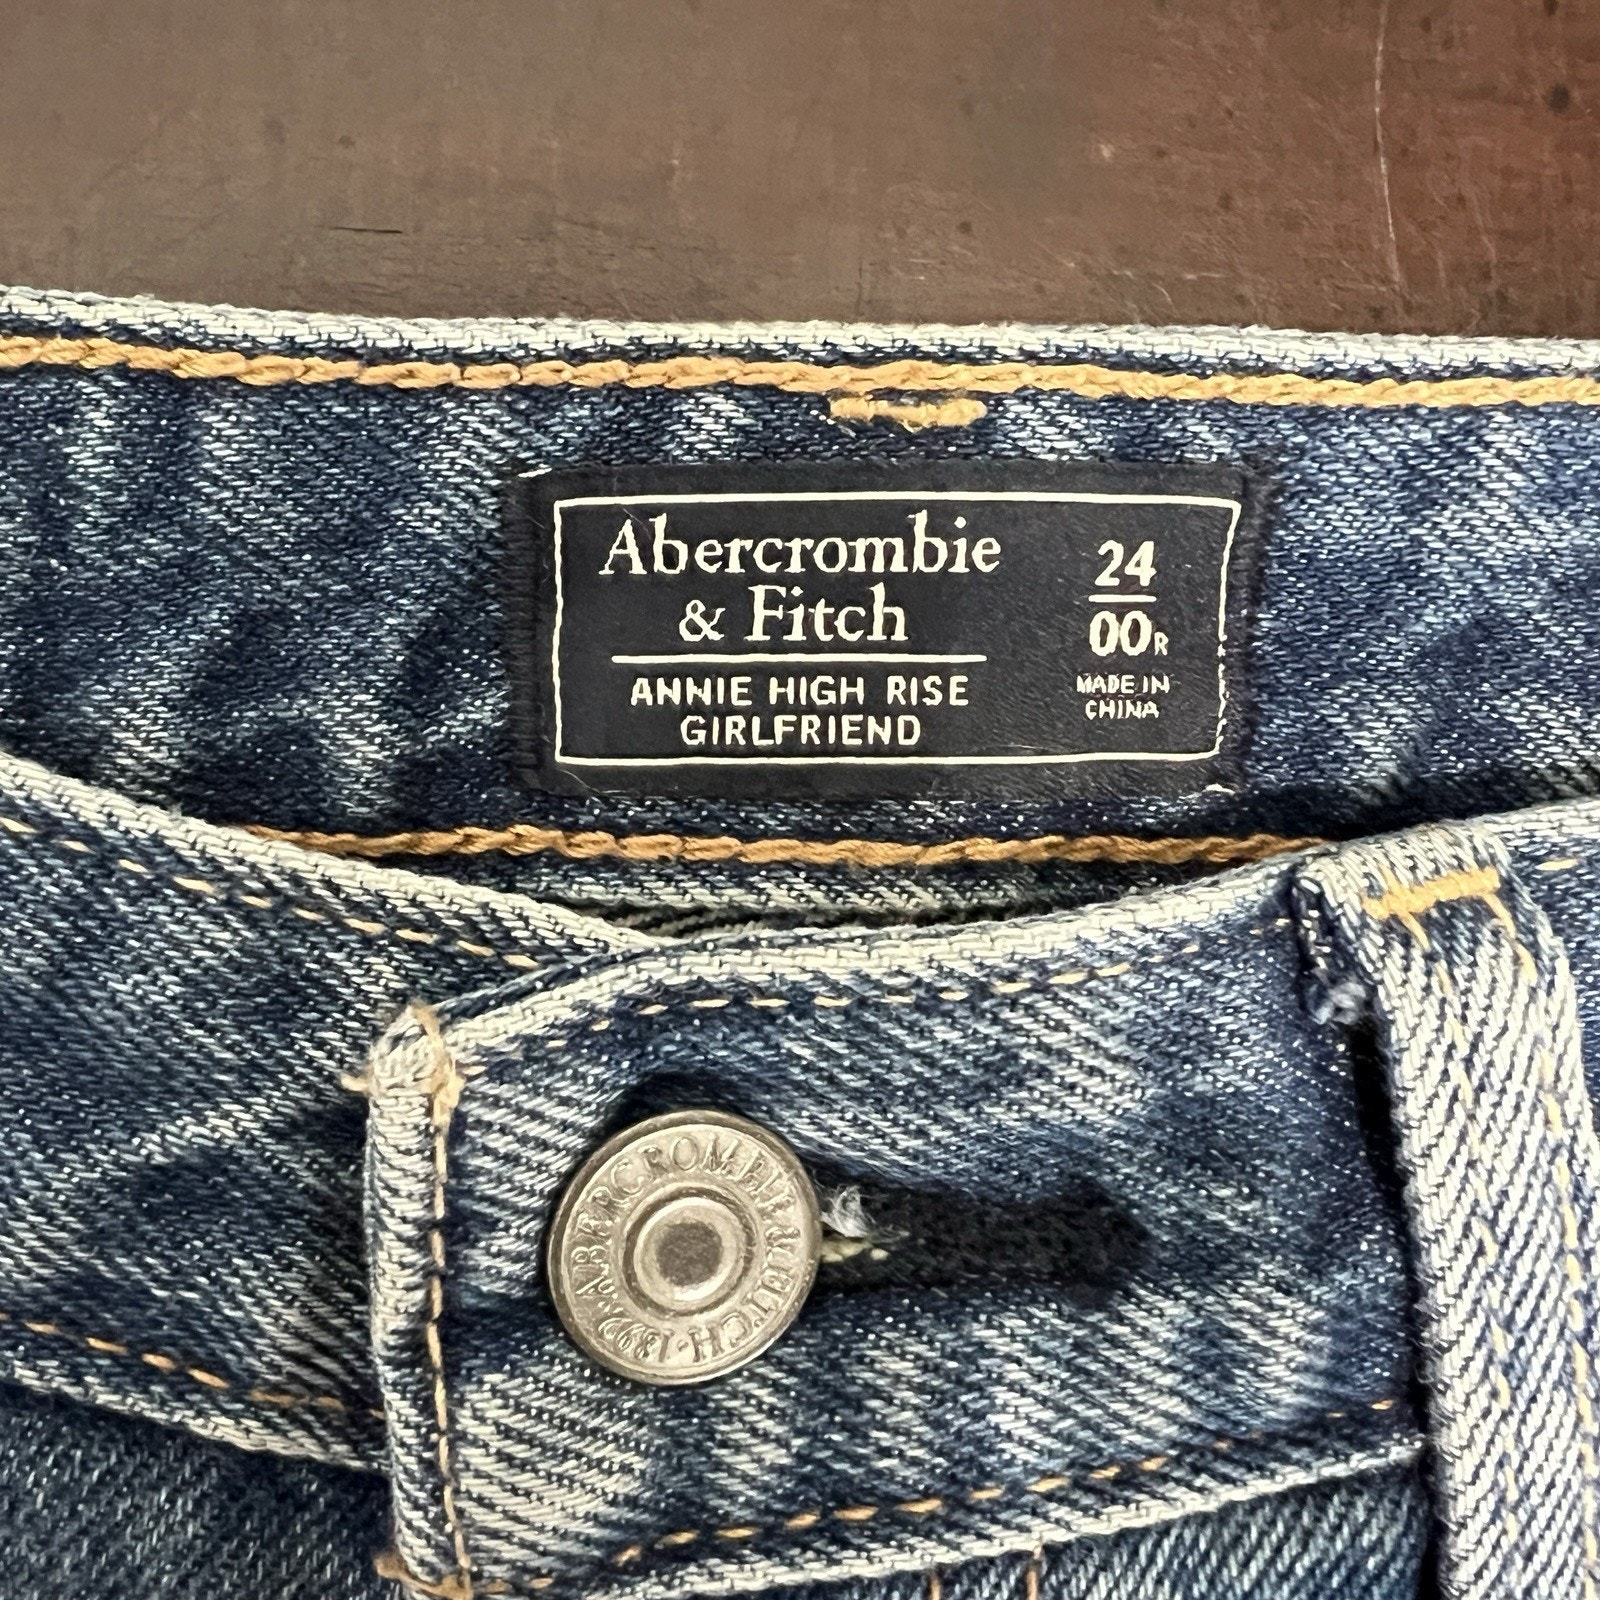 Abercrombie
& Fitch
ANNIE HIGH RISE
GIRLFRIEND
24
00R
MADE IN
CHINA
ABERCROMBIE & FITCH · 1892 ·